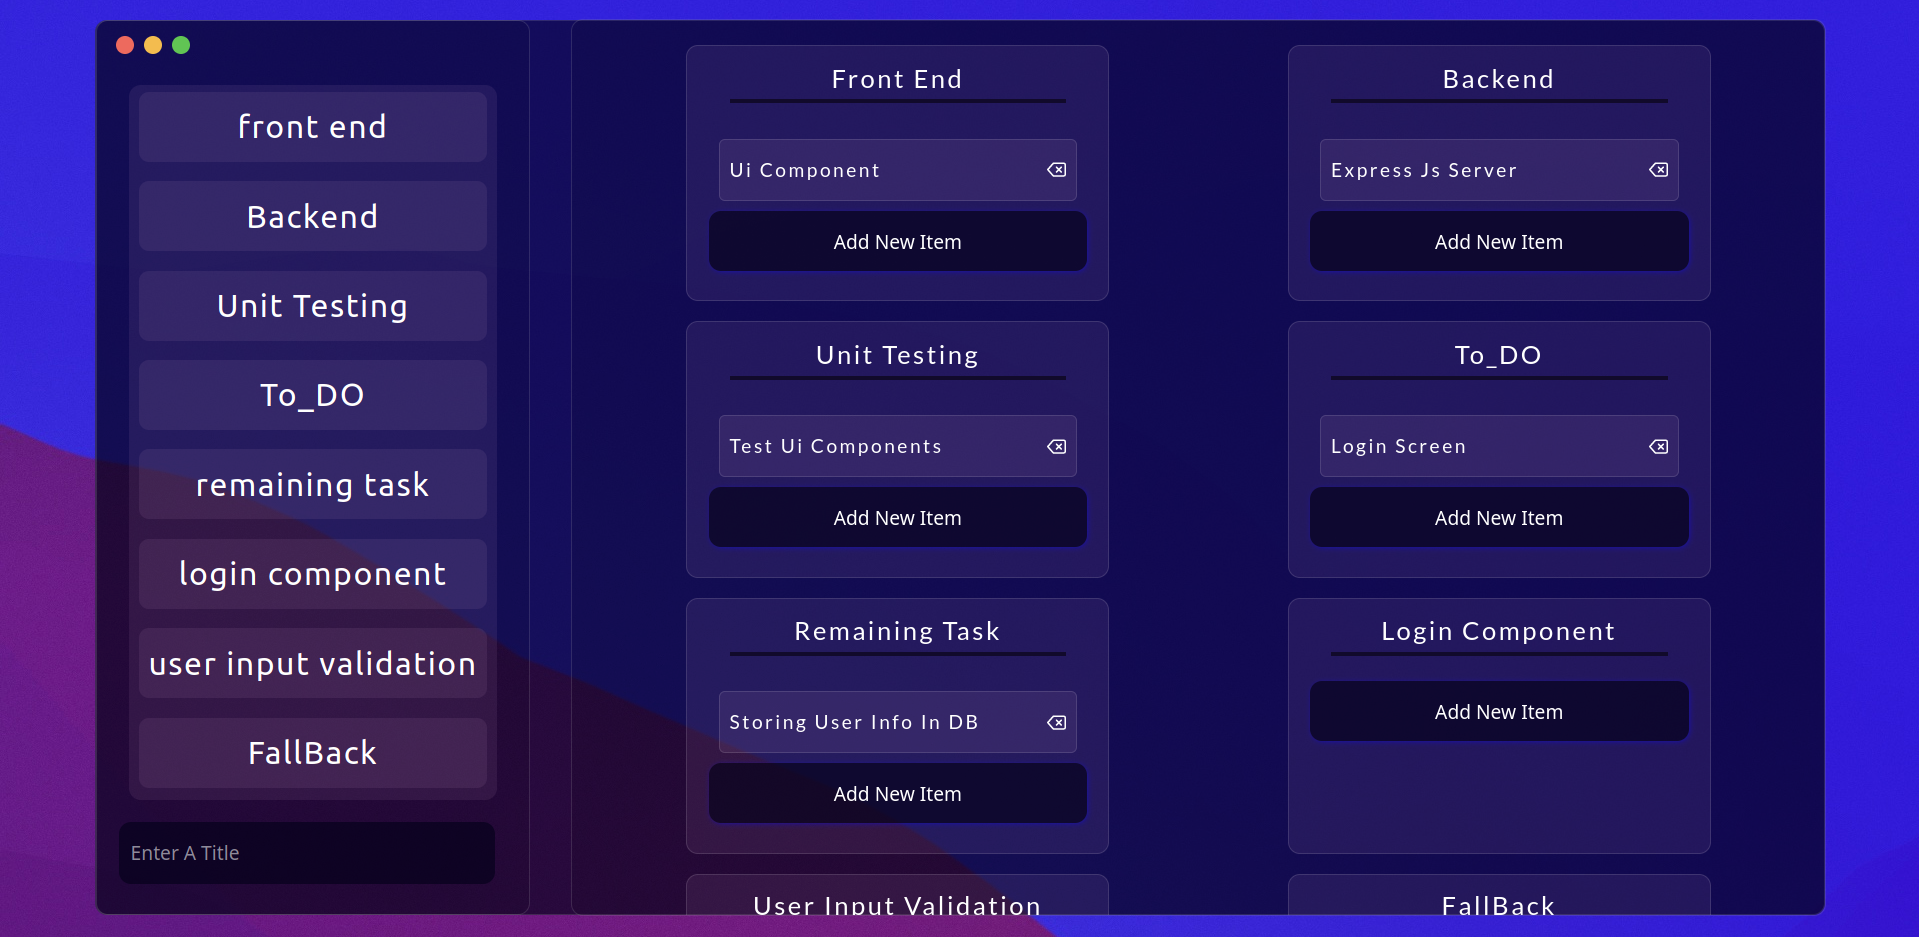 front end
Backend
Unit Testing
To_DO
remaining task
login component
user input validation
FallBack
Enter A Title
Front End
Ui Component
Add New Item
Backend
Express Js Server
Add New Item
Unit Testing
Test Ui Components
Add New Item
To_DO
Login Screen
Add New Item
Remaining Task
Storing User Info In DB
Add New Item
Login Component
Add New Item
User Input Validation
FallBack